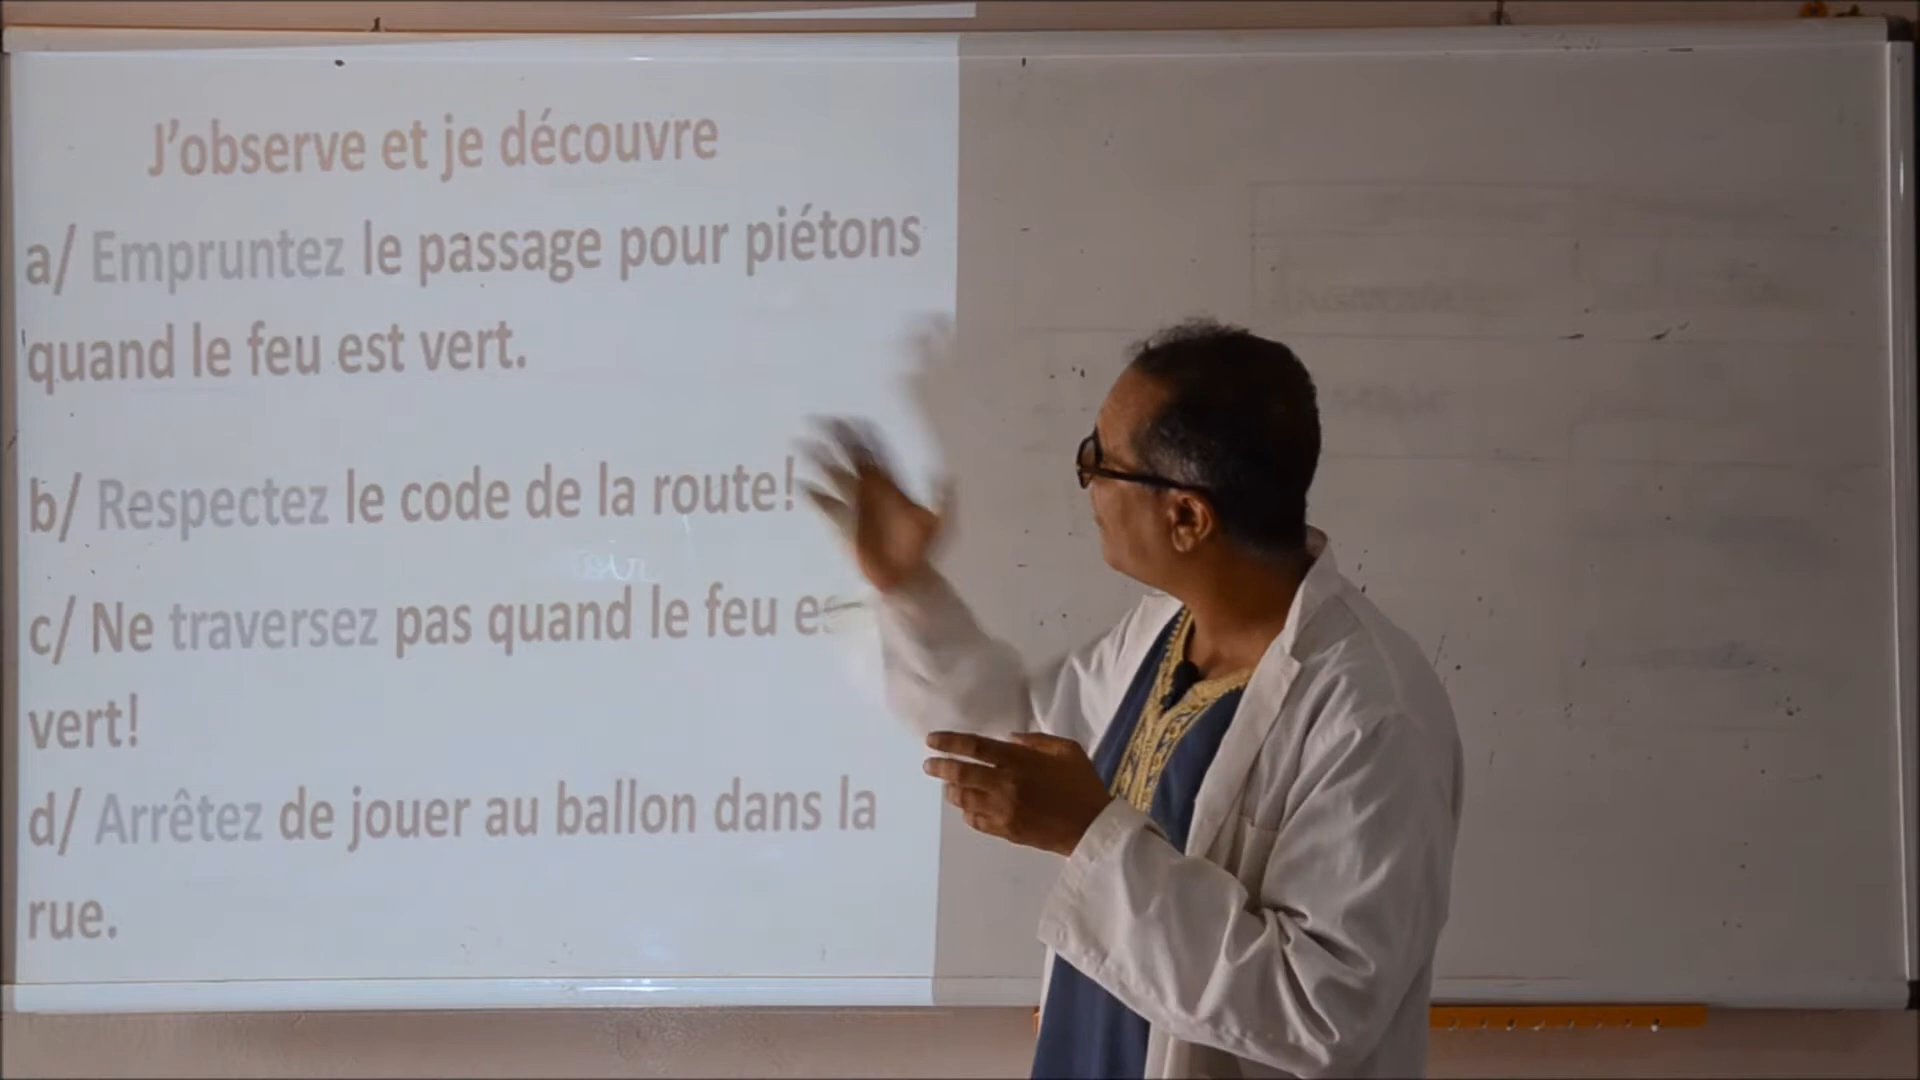 J'observe et je découvre
a/ Empruntez le passage pour piétons
quand le feu est vert.
b/ Respectez le code de la route!
c/ Ne traversez pas quand le feu
vert!
d/ Arrêtez de jouer au ballon dans la
rue.